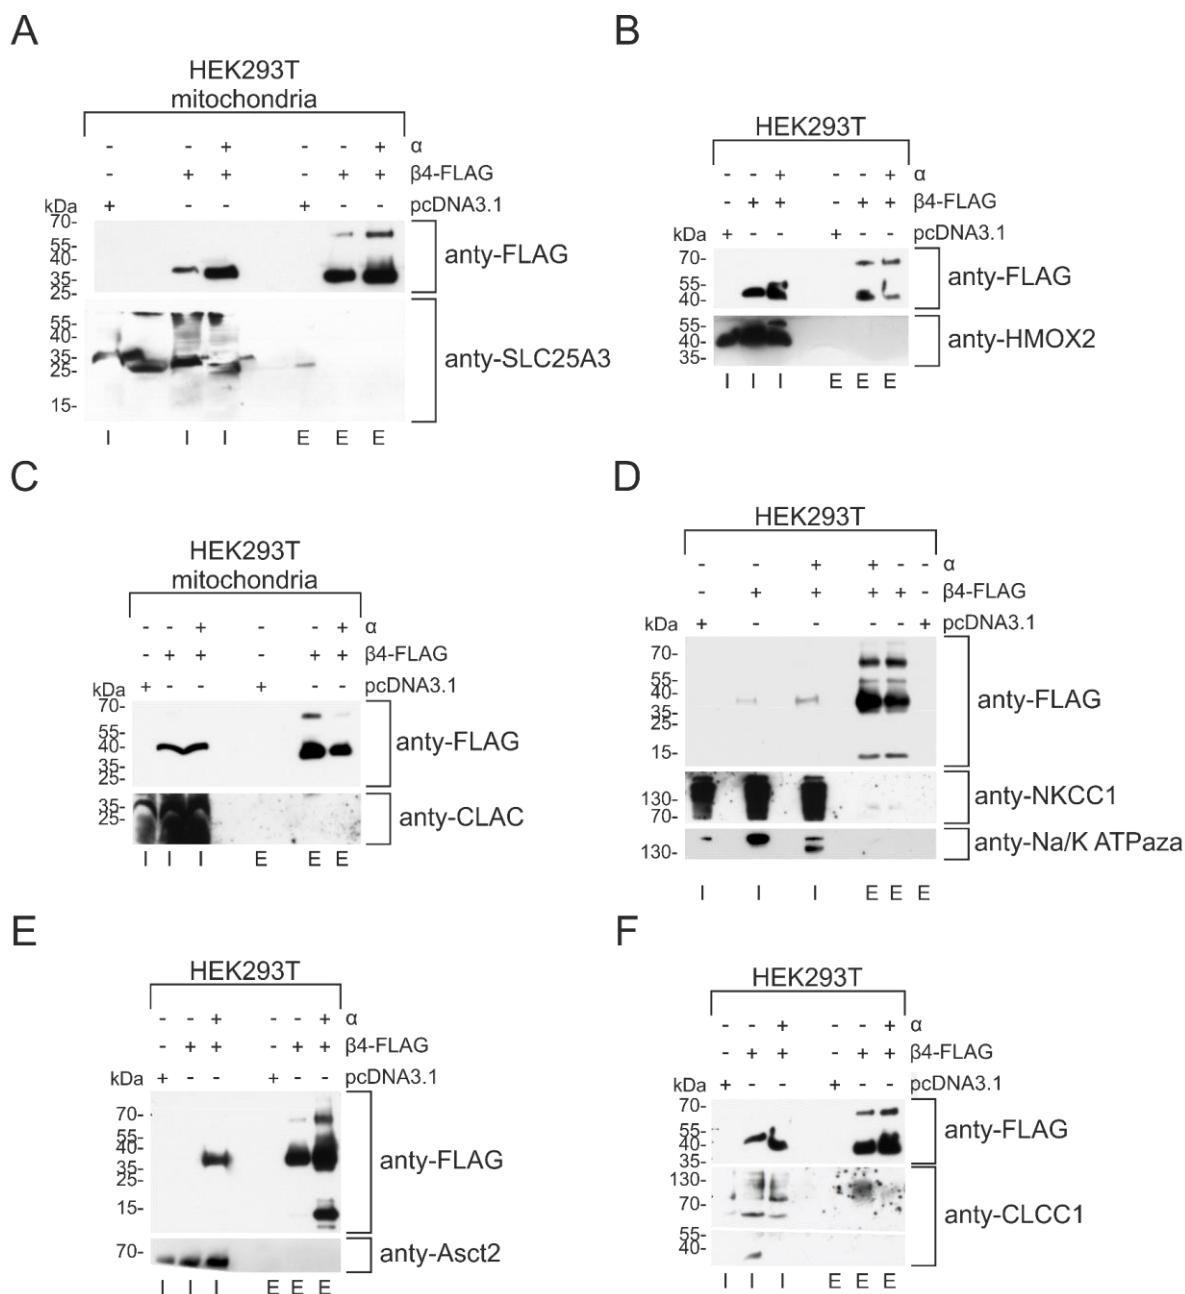 A
HEK293T
mitochondria
- - + - - + α
- + + - + + β4-FLAG
kDa + - - + - - pcDNA3.1
70-
55-
40-
35-
25-
anty-FLAG
55-
40-
35-
25-
15-
anty-SLC25A3
I I I E E E
B
HEK293T
- - + - - + α
- + + - + + β4-FLAG
kDa + - - + - - pcDNA3.1
70-
55-
40-
anty-FLAG
55-
40-
35-
anty-HMOX2
I I I E E E
C
HEK293T
mitochondria
- - + - - + α
- + + - + + β4-FLAG
kDa + - - + - - pcDNA3.1
70-
55-
40-
35-
25-
anty-FLAG
35-
25-
anty-CLAC
I I I E E E
D
HEK293T
- - + + - - α
- + + + + - β4-FLAG
kDa + - - - - + pcDNA3.1
70-
55-
40-
35-
15-
anty-FLAG
130-
70-
anty-NKCC1
130-
anty-Na/K ATPaza
I I I E E E
E
HEK293T
- - + - - + α
- + + - + + β4-FLAG
kDa + - - + - - pcDNA3.1
70-
55-
40-
35-
15-
anty-FLAG
70-
anty-Asct2
I I I E E E
F
HEK293T
- - + - - + α
- + + - + + β4-FLAG
kDa + - - + - - pcDNA3.1
70-
55-
40-
35-
anty-FLAG
130-
70-
55-
40-
anty-CLCC1
I I I E E E